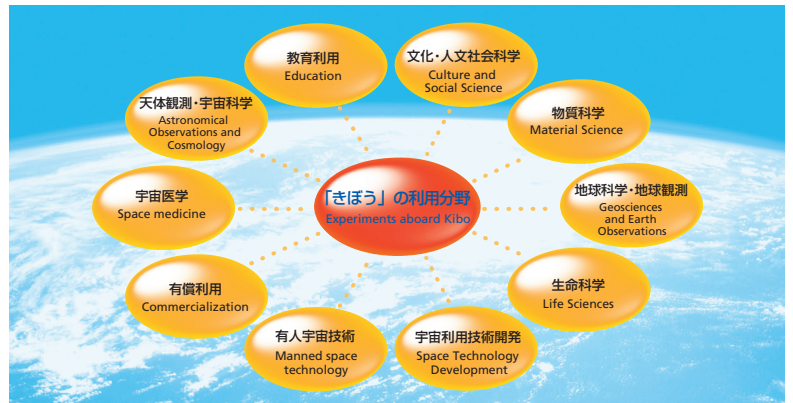 教育利用
Education
文化・人文社会科学
Culture and
Social Science
天体観測・宇宙科学
Astronomical
Observations and
Cosmology
物質科学
Material Science
宇宙医学
Space medicine
「きぼう」の利用分野
Experiments aboard Kibo
地球科学・地球観測
Geosciences
and Earth
Observations
有償利用
Commercialization
生命科学
Life Sciences
有人宇宙技術
Manned space
technology
宇宙利用技術開発
Space Technology
Development